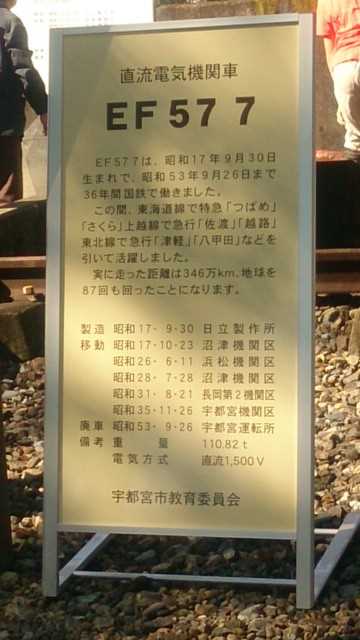 直流電気機関車
EF57 7
EF57 7は、昭和17年9月30日
生まれで、昭和53年9月26日まで
36年間国鉄で働きました。
この間、東海道線で特急「つばめ」
「さくら」上越線で急行「佐渡」「越路」
東北線で急行「津軽」「八甲田」などを
引いて活躍しました。
実に走った距離は346万km、地球を
87回も回ったことになります。
製造 昭和17-9-30 日立製作所
移動 昭和17-10-23 沼津機関区
昭和26-6-11 浜松機関区
昭和28-7-28 沼津機関区
昭和31-8-21 長岡第2機関区
昭和35-11-26 宇都宮機関区
廃車 昭和53-9-26 宇都宮運転所
備考 重量 110.82t
電気方式 直流1,500V
宇都宮市教育委員会